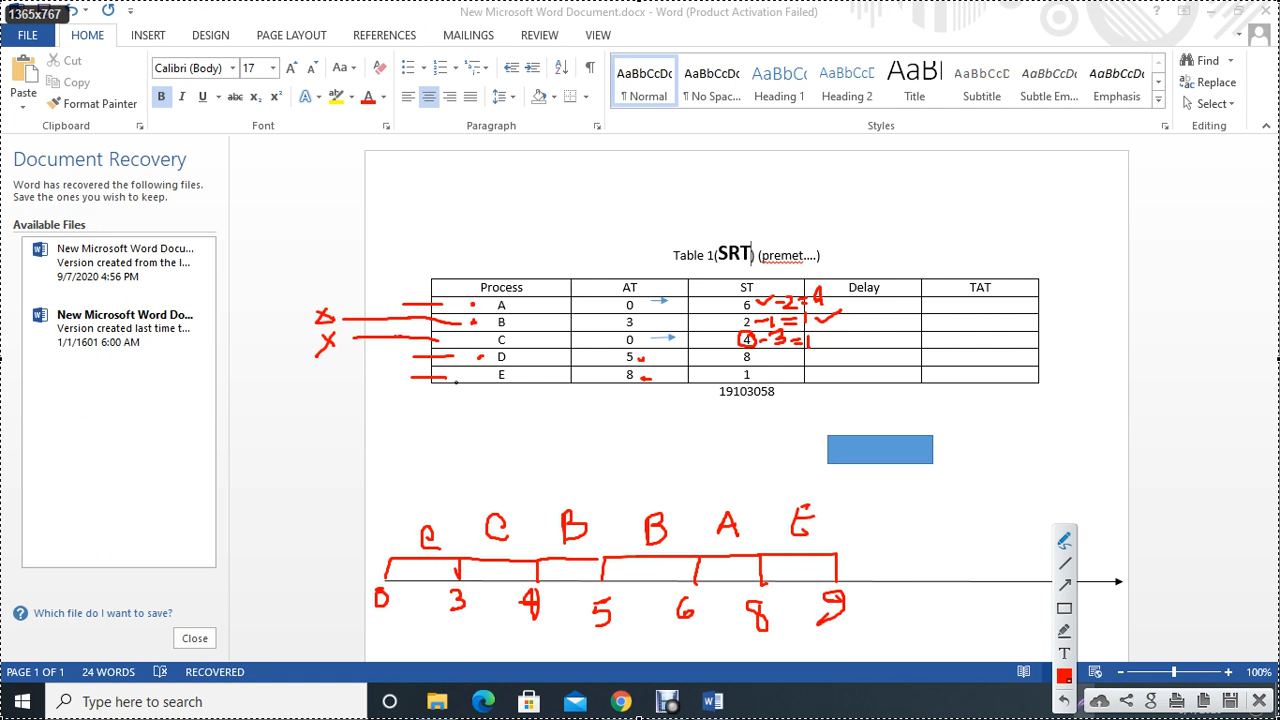 1365x767
New Microsoft Word Document.docx - Word (Product Activation Failed)
FILE HOME INSERT DESIGN PAGE LAYOUT REFERENCES MAILINGS REVIEW VIEW
Cut
Copy
Format Painter
Paste
Calibri (Body) 17
Find
Replace
Select
AaBbCcDc AaBbCcDc AaBbCc AaBbCcC AaBl AaBbCcD AaBbCcDc AaBbCcDc
¶ Normal ¶ No Spac... Heading 1 Heading 2 Title Subtitle Subtle Em... Emphasis
Clipboard Font Paragraph Styles Editing
Document Recovery
Word has recovered the following files.
Save the ones you wish to keep.
Available Files
New Microsoft Word Docu...
Version created from the l...
9/7/2020 4:56 PM
New Microsoft Word Do...
Version created last time t...
1/1/1601 6:00 AM
Which file do I want to save?
Close
Table 1(SRT) (premet....)
Process AT ST Delay TAT
A 0 6 -2=4
B 3 2 -1=1
C 0 4 -3=1
D 5 8
E 8 1
19103058
C C B B A E
0 3 4 5 6 8 9
PAGE 1 OF 1 24 WORDS RECOVERED 100%
Type here to search